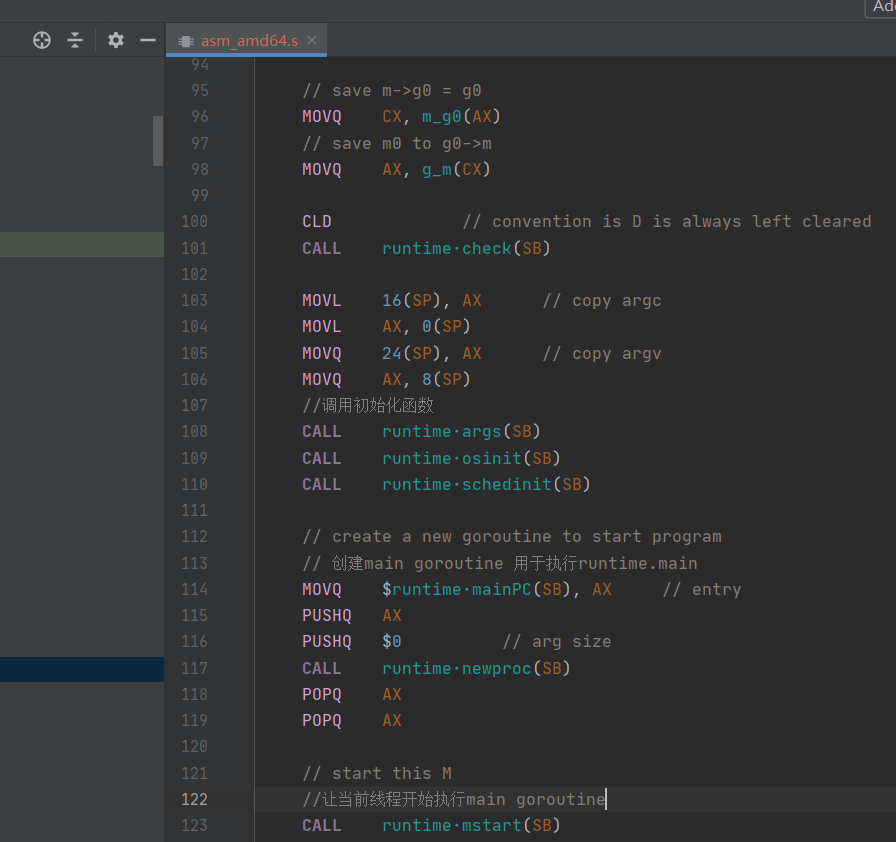 Ad
asm_amd64.s
94
95 // save m->g0 = g0
96 MOVQ CX, m_g0(AX)
97 // save m0 to g0->m
98 MOVQ AX, g_m(CX)
99
100 CLD // convention is D is always left cleared
101 CALL runtime·check(SB)
102
103 MOVL 16(SP), AX // copy argc
104 MOVL AX, 0(SP)
105 MOVQ 24(SP), AX // copy argv
106 MOVQ AX, 8(SP)
107 //调用初始化函数
108 CALL runtime·args(SB)
109 CALL runtime·osinit(SB)
110 CALL runtime·schedinit(SB)
111
112 // create a new goroutine to start program
113 // 创建main goroutine 用于执行runtime.main
114 MOVQ $runtime·mainPC(SB), AX // entry
115 PUSHQ AX
116 PUSHQ $0 // arg size
117 CALL runtime·newproc(SB)
118 POPQ AX
119 POPQ AX
120
121 // start this M
122 //让当前线程开始执行main goroutine
123 CALL runtime·mstart(SB)